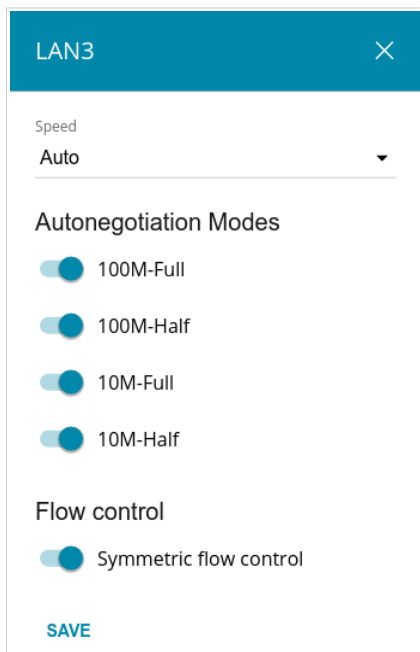 LAN3
Speed
Auto
Autonegotiation Modes
100M-Full
100M-Half
10M-Full
10M-Half
Flow control
Symmetric flow control
SAVE